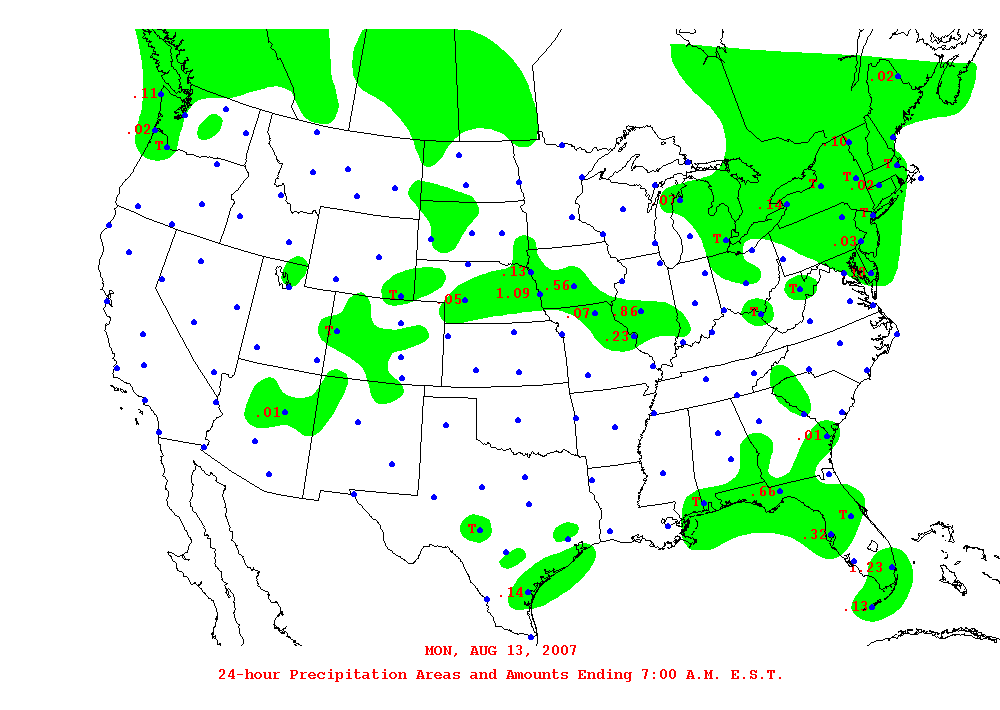 .02
.11
.02
T
.10
T
T
T
.02
.01
.14
T
T
.03
T
.13
.56
T
1.09
.05
.07
.86
T
T
.23
.01
.01
.66
T
T
T
.32
1.23
.14
.13
MON, AUG 13, 2007
24-hour Precipitation Areas and Amounts Ending 7:00 A.M. E.S.T.